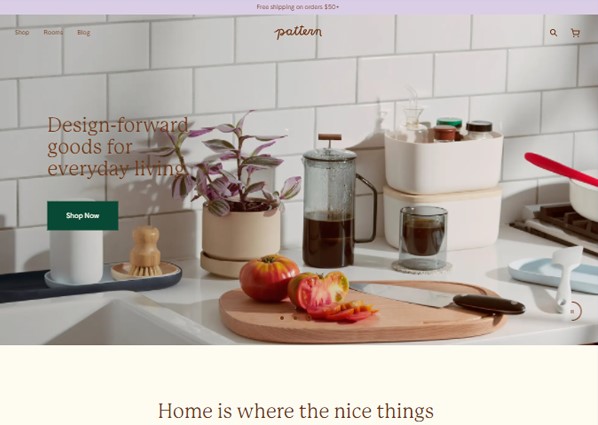 Free shipping on orders $50+
Shop Rooms Blog
pattern
Design-forward
goods for
everyday living.
Shop Now
Home is where the nice things